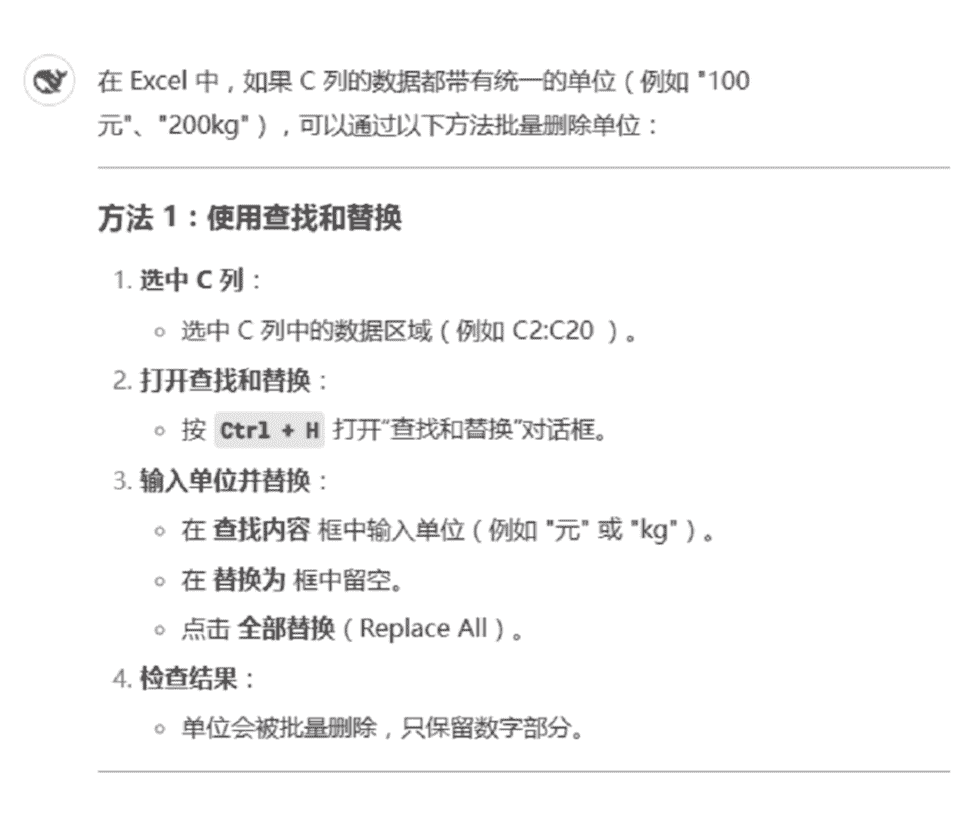 在 Excel 中，如果 C 列的数据都带有统一的单位（例如 "100
元"、"200kg"），可以通过以下方法批量删除单位：
方法 1：使用查找和替换
1. 选中 C 列：
○ 选中 C 列中的数据区域（例如 C2:C20 ）。
2. 打开查找和替换：
○ 按 Ctrl + H 打开“查找和替换”对话框。
3. 输入单位并替换：
○ 在 查找内容 框中输入单位（例如 "元" 或 "kg"）。
○ 在 替换为 框中留空。
○ 点击 全部替换（Replace All）。
4. 检查结果：
○ 单位会被批量删除，只保留数字部分。